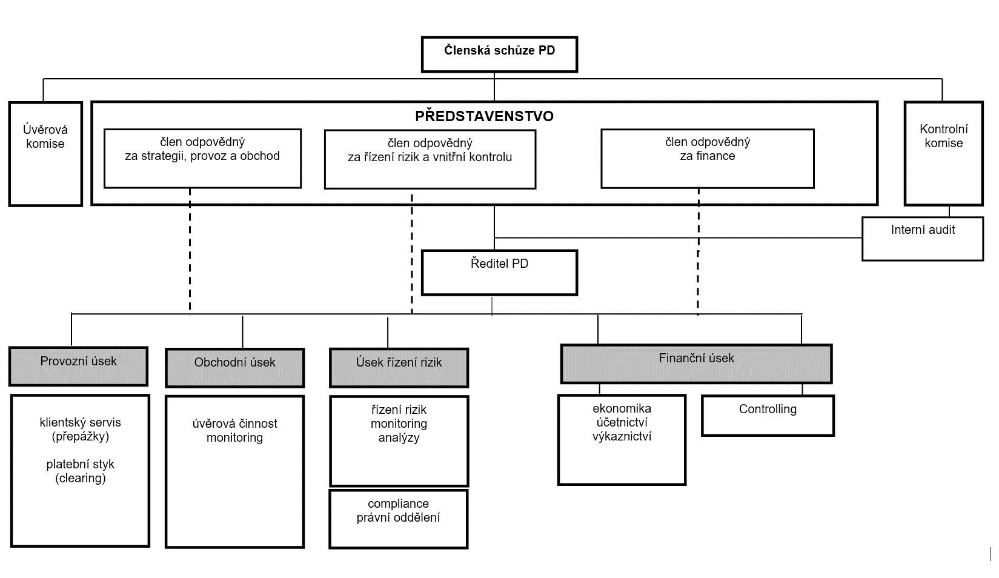 Členská schůze PD
Úvěrová
komise
PŘEDSTAVENSTVO
člen odpovědný
za strategii, provoz a obchod
člen odpovědný
za řízení rizik a vnitřní kontrolu
člen odpovědný
za finance
Kontrolní
komise
Interní audit
Ředitel PD
Provozní úsek
Obchodní úsek
Úsek řízení rizik
Finanční úsek
klientský servis
(přepážky)
platební styk
(clearing)
úvěrová činnost
monitoring
řízení rizik
monitoring
analýzy
compliance
právní oddělení
ekonomika
účetnictví
výkaznictví
Controlling